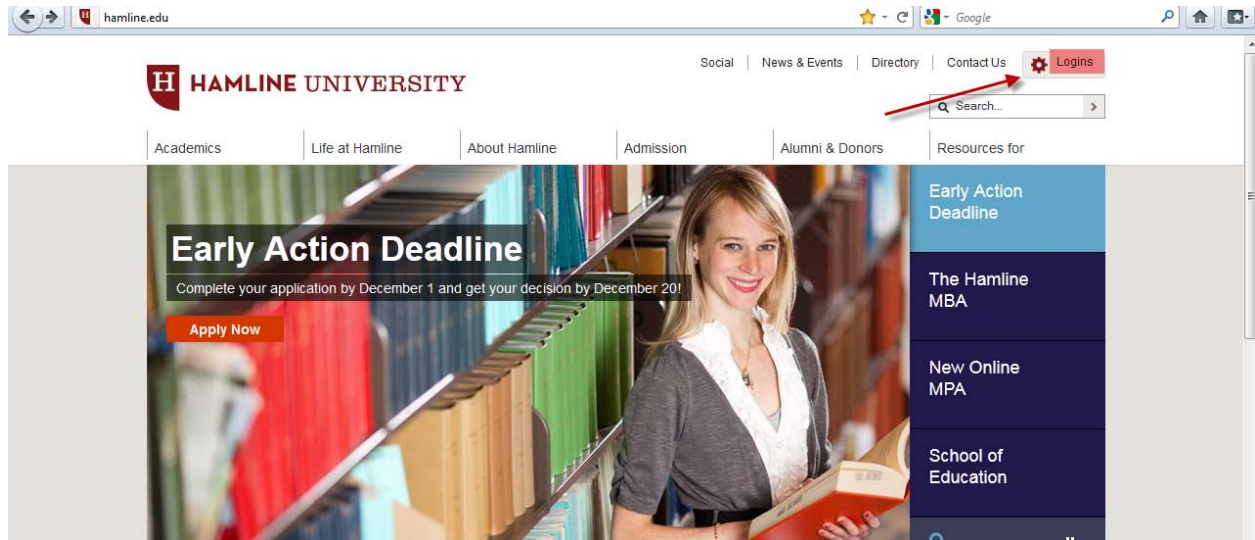 hamline.edu
Google
Social
News & Events
Directory
Contact Us
Logins
H HAMLINE UNIVERSITY
Search...
Academics
Life at Hamline
About Hamline
Admission
Alumni & Donors
Resources for
Early Action Deadline
Complete your application by December 1 and get your decision by December 20!
Apply Now
Early Action
Deadline
The Hamline
MBA
New Online
MPA
School of
Education